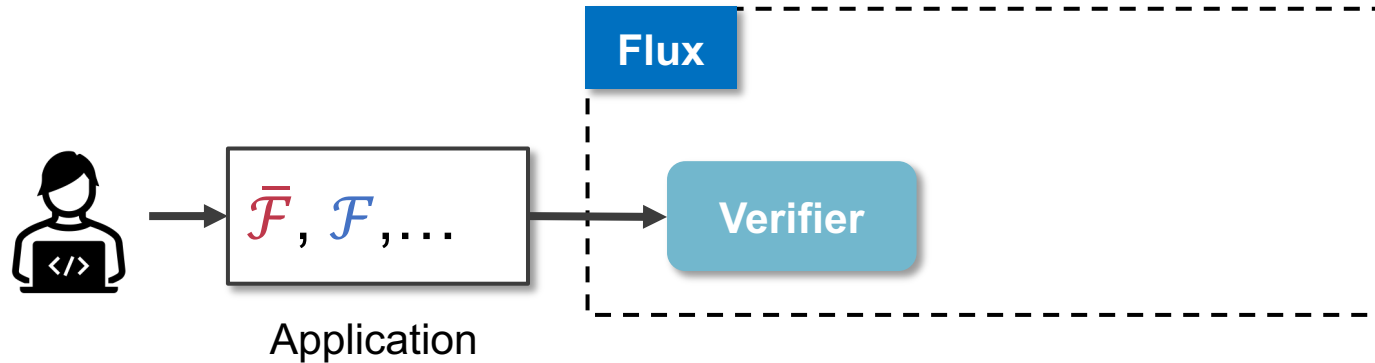 Flux
</>
ℱ̿, ℱ,...
Verifier
Application